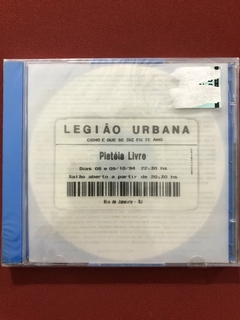 LEGIÃO URBANA
COMO É QUE SE DIZ EU TE AMO
Platéia Livre
Dias 08 e 09/10/94 22:30 hs
Salão aberto a partir de 20:30 hs
Rio de Janeiro - RJ